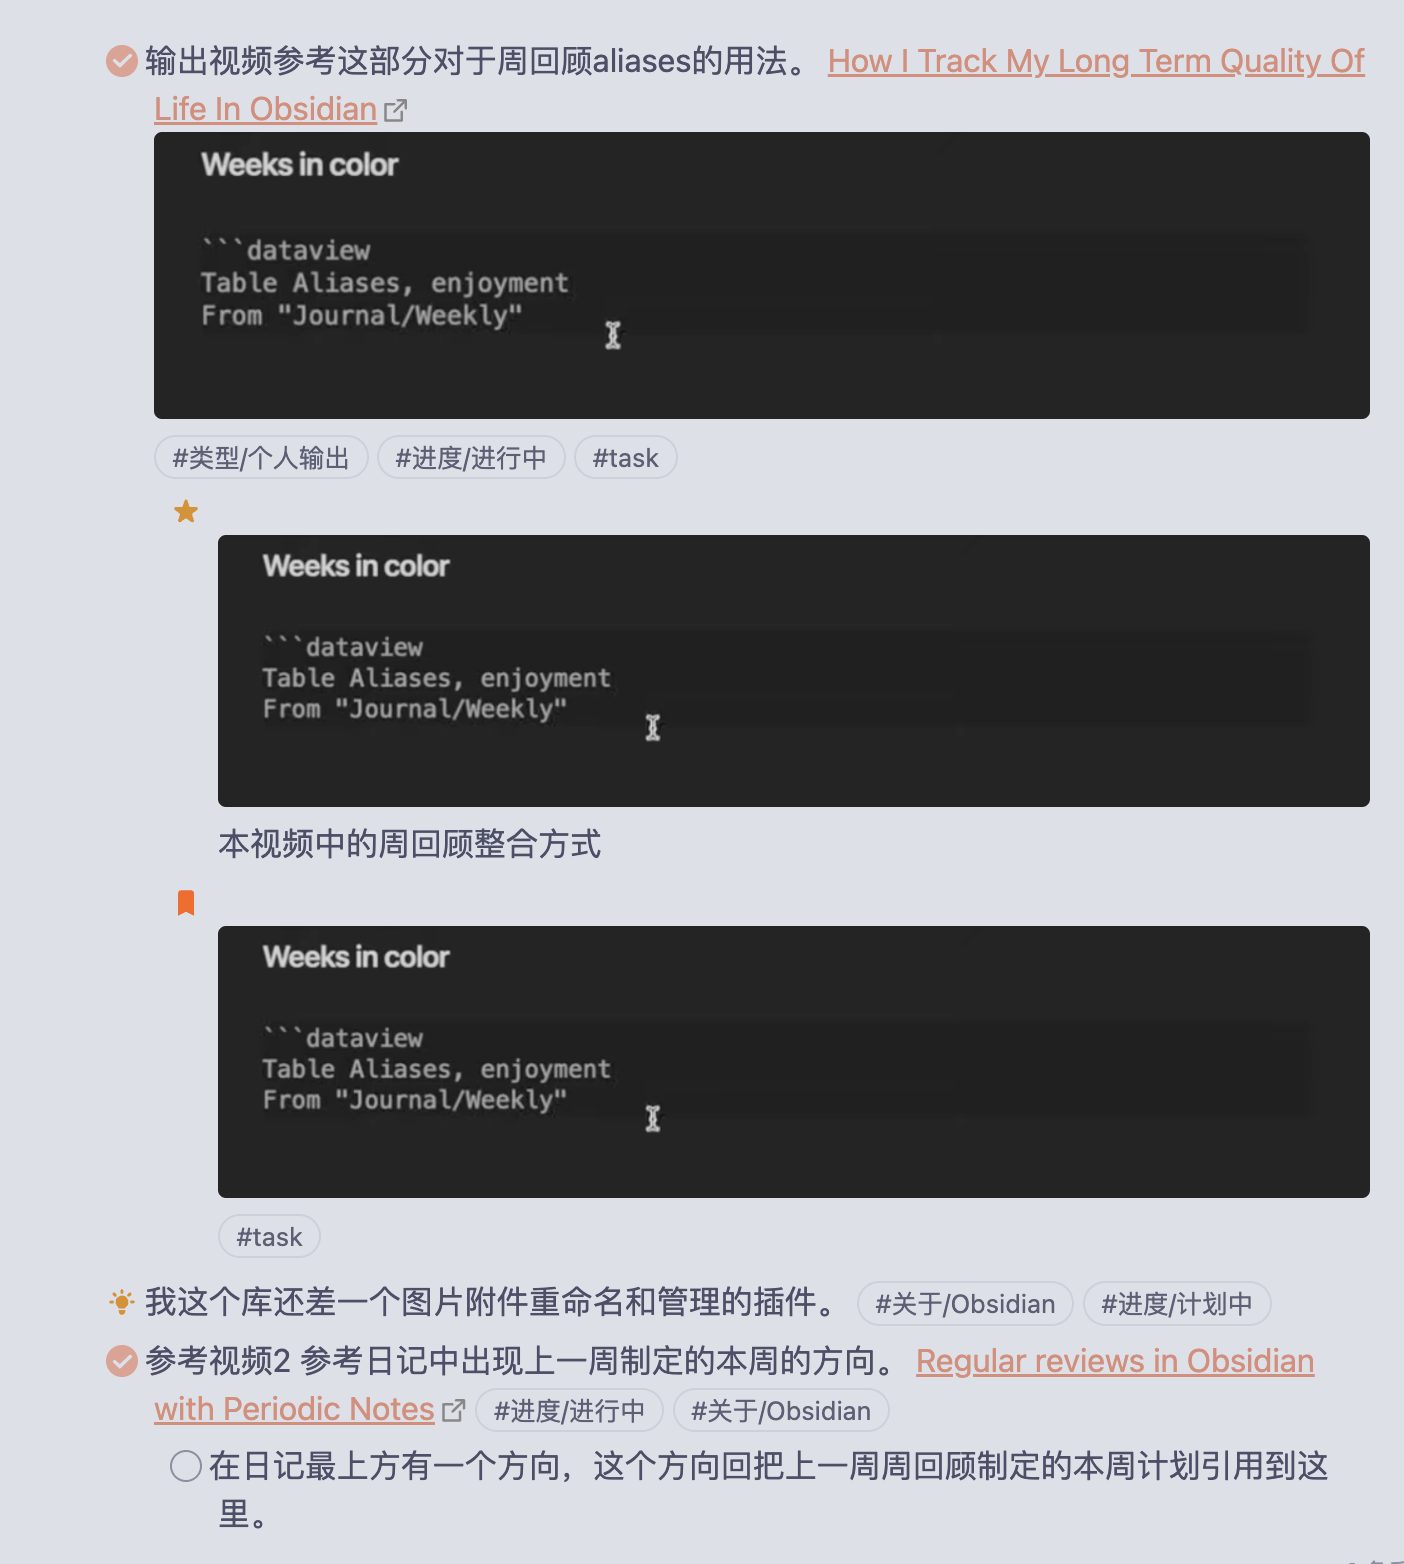 输出视频参考这部分对于周回顾aliases的用法。 How I Track My Long Term Quality Of
Life In Obsidian
Weeks in color
```dataview
Table Aliases, enjoyment
From "Journal/Weekly"
#类型/个人输出 #进度/进行中 #task
Weeks in color
```dataview
Table Aliases, enjoyment
From "Journal/Weekly"
本视频中的周回顾整合方式
Weeks in color
```dataview
Table Aliases, enjoyment
From "Journal/Weekly"
#task
我这个库还差一个图片附件重命名和管理的插件。 #关于/Obsidian #进度/计划中
参考视频2 参考日记中出现上一周制定的本周的方向。 Regular reviews in Obsidian
with Periodic Notes #进度/进行中 #关于/Obsidian
在日记最上方有一个方向，这个方向回把上一周周回顾制定的本周计划引用到这
里。